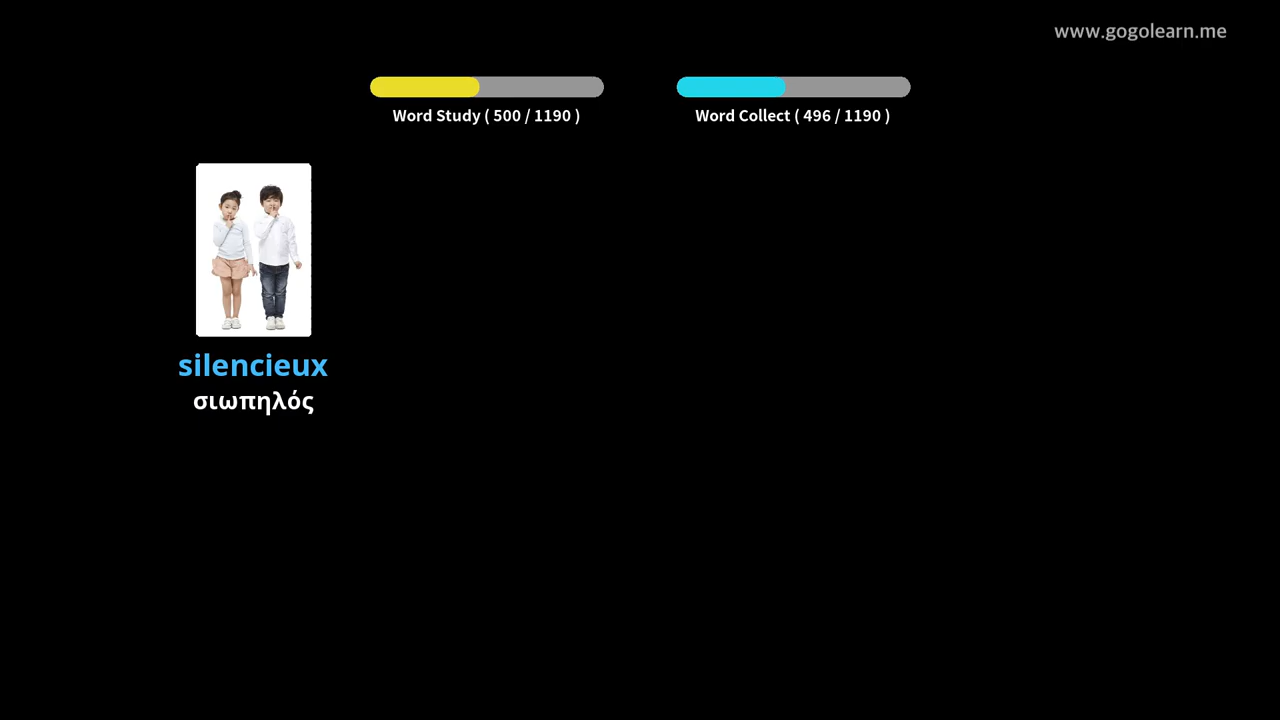 www.gogolearn.me
Word Study ( 500 / 1190 )
Word Collect ( 496 / 1190 )
silencieux
σιωπηλός